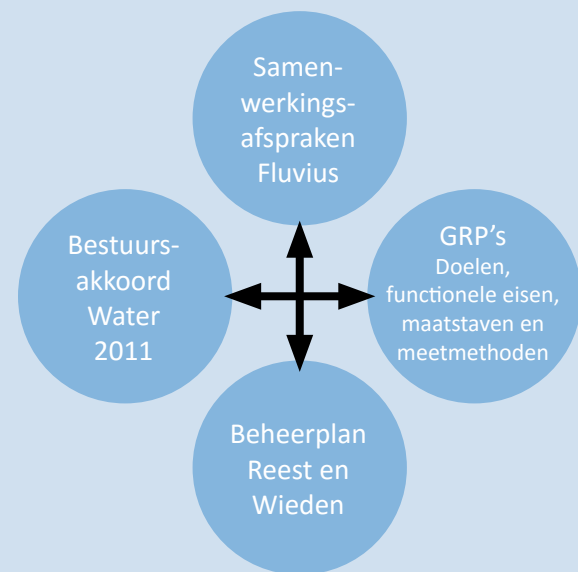 Samen-
werkings-
afspraken
Fluvius
Bestuurs-
akkoord
Water
2011
GRP's
Doelen,
functionele eisen,
maatstaven en
meetmethoden
Beheerplan
Reest en
Wieden